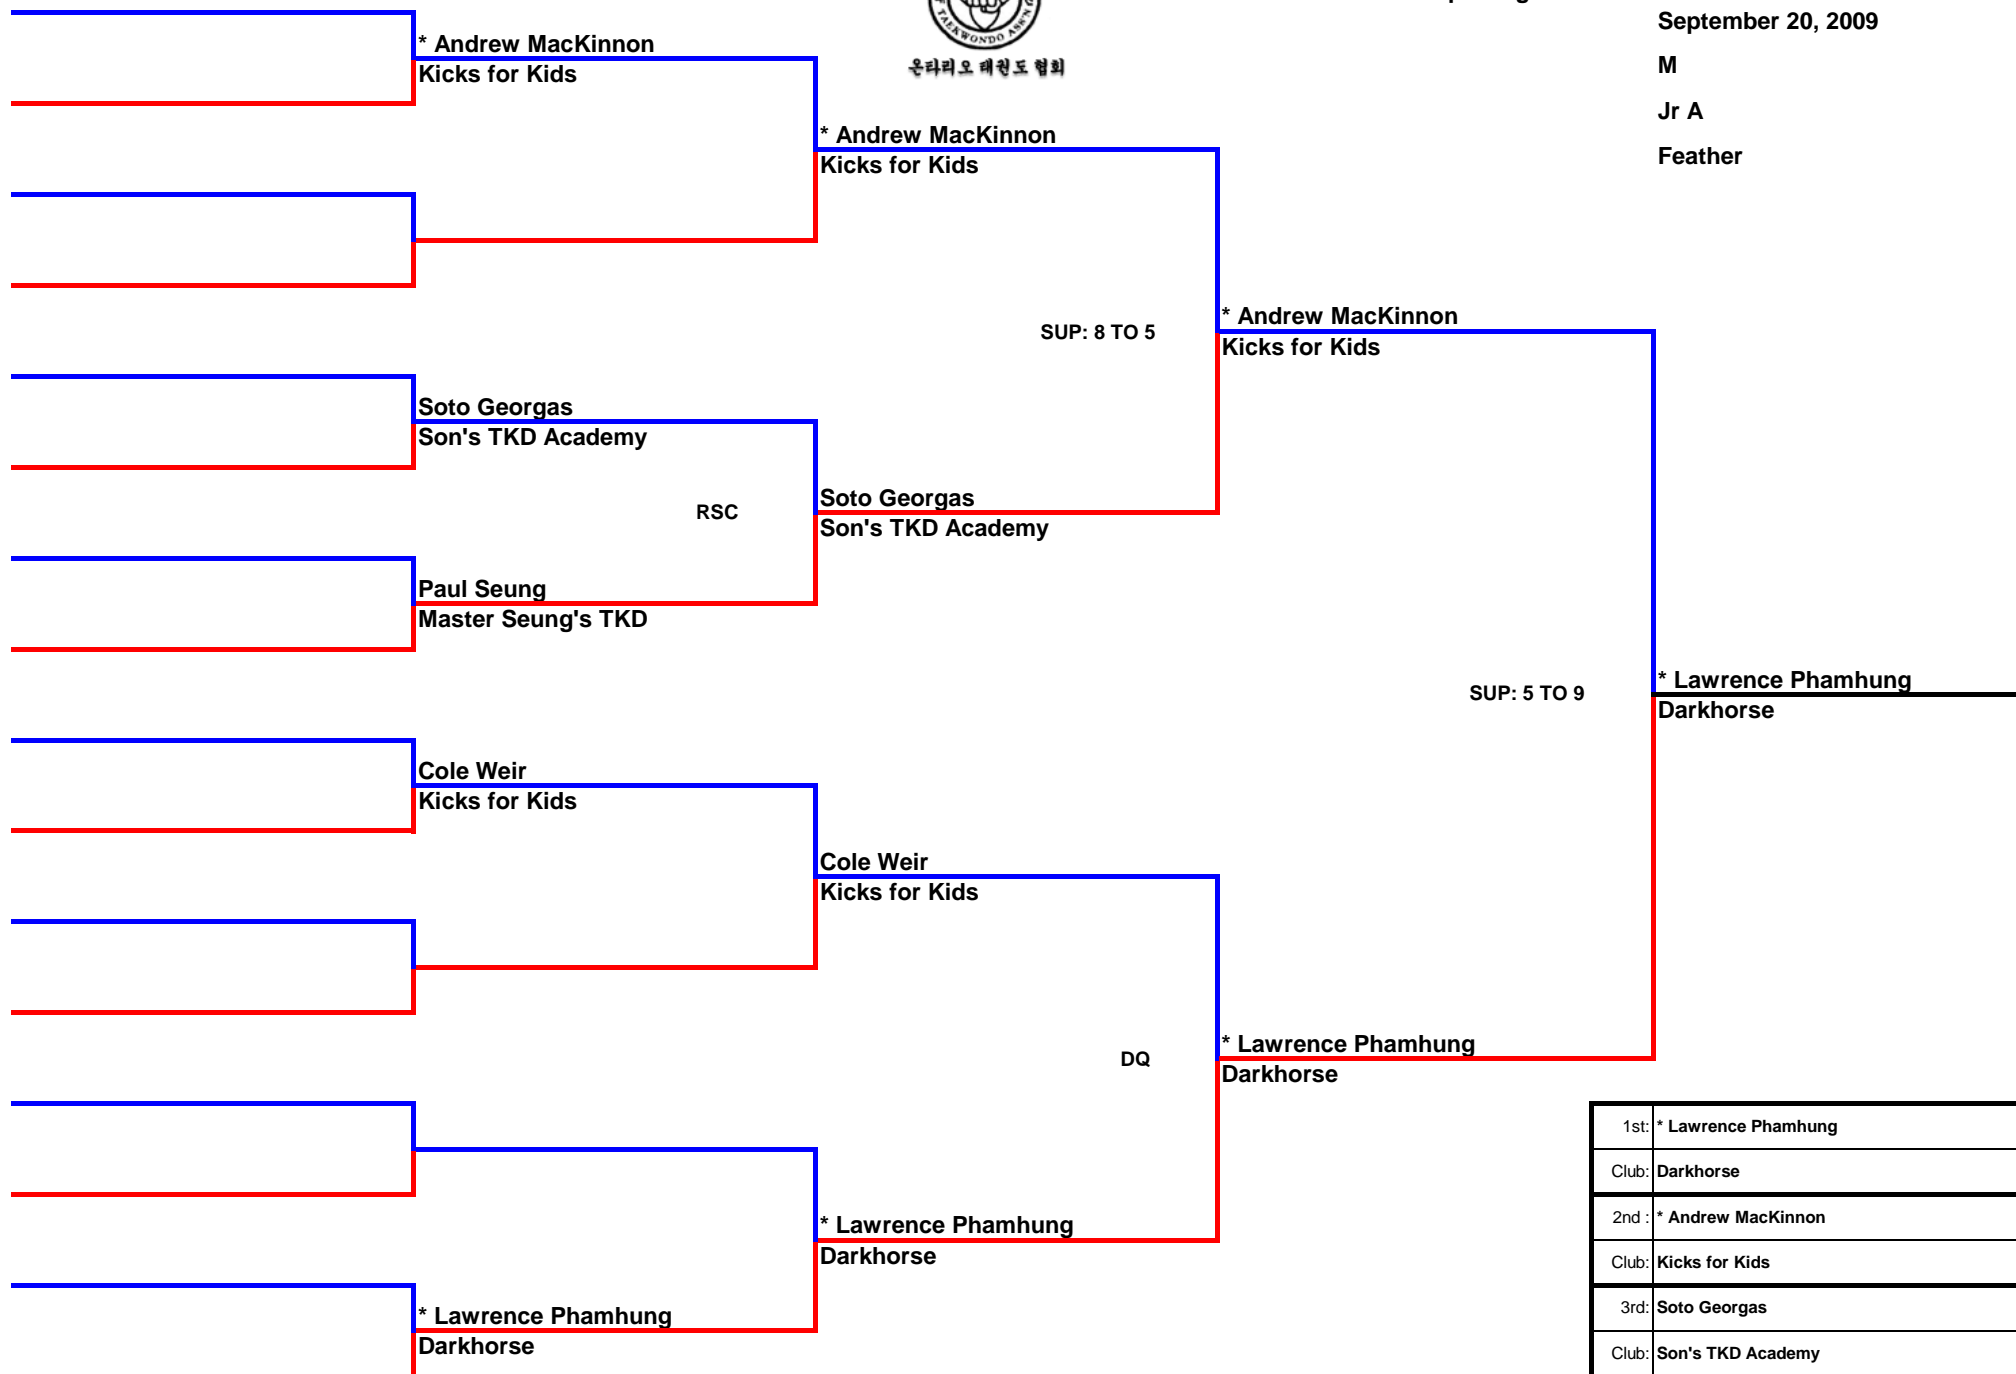 September 20, 2009
TAEKWONDO ASS'N
온타리오 태권도 협회
M
Jr A
Feather
* Andrew MacKinnon
Kicks for Kids
* Andrew MacKinnon
Kicks for Kids
SUP: 8 TO 5
* Andrew MacKinnon
Kicks for Kids
Soto Georgas
Son's TKD Academy
RSC
Soto Georgas
Son's TKD Academy
Paul Seung
Master Seung's TKD
SUP: 5 TO 9
* Lawrence Phamhung
Darkhorse
Cole Weir
Kicks for Kids
Cole Weir
Kicks for Kids
DQ
* Lawrence Phamhung
Darkhorse
* Lawrence Phamhung
Darkhorse
* Lawrence Phamhung
Darkhorse
1st: * Lawrence Phamhung
Club: Darkhorse
2nd : * Andrew MacKinnon
Club: Kicks for Kids
3rd: Soto Georgas
Club: Son's TKD Academy